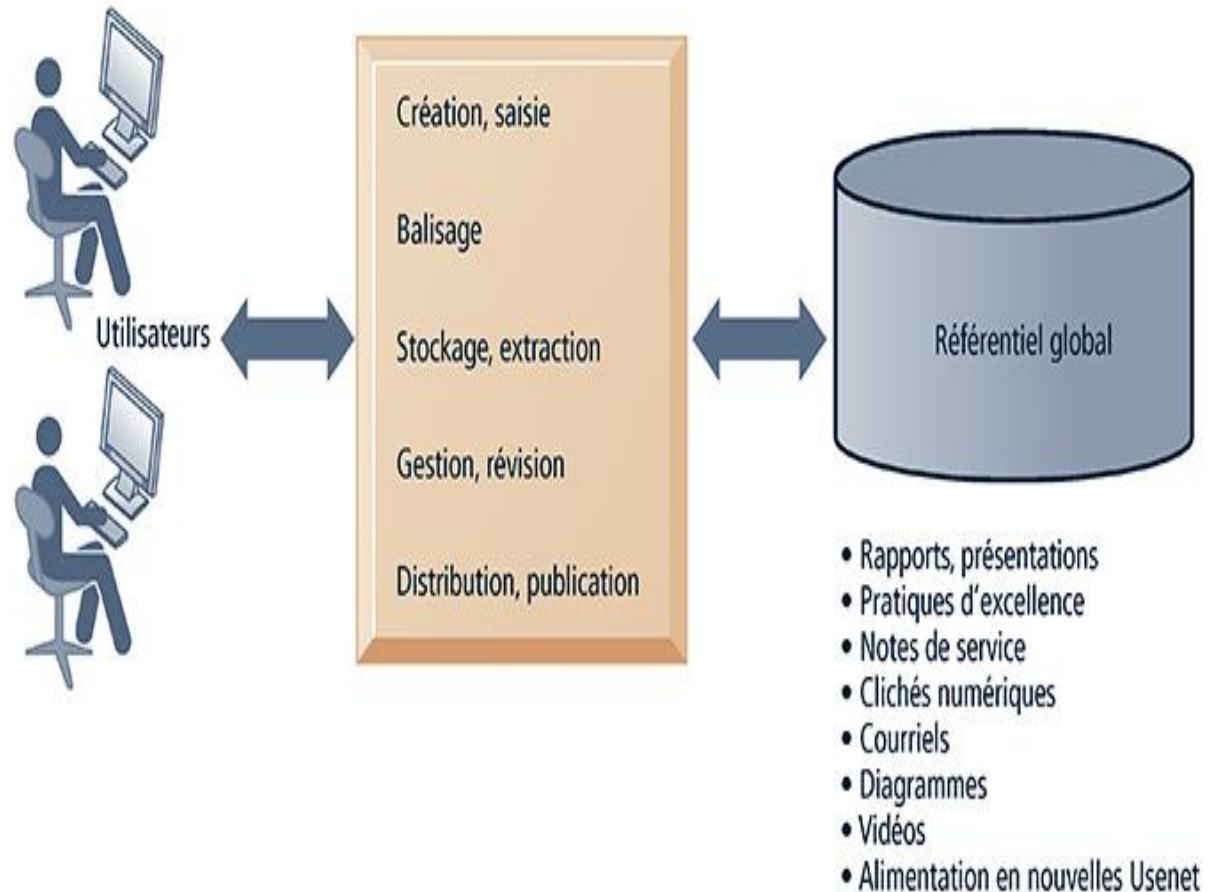 Utilisateurs
Création, saisie
Balisage
Stockage, extraction
Gestion, révision
Distribution, publication
Référentiel global
• Rapports, présentations
• Pratiques d'excellence
• Notes de service
• Clichés numériques
• Courriels
• Diagrammes
• Vidéos
• Alimentation en nouvelles Usenet